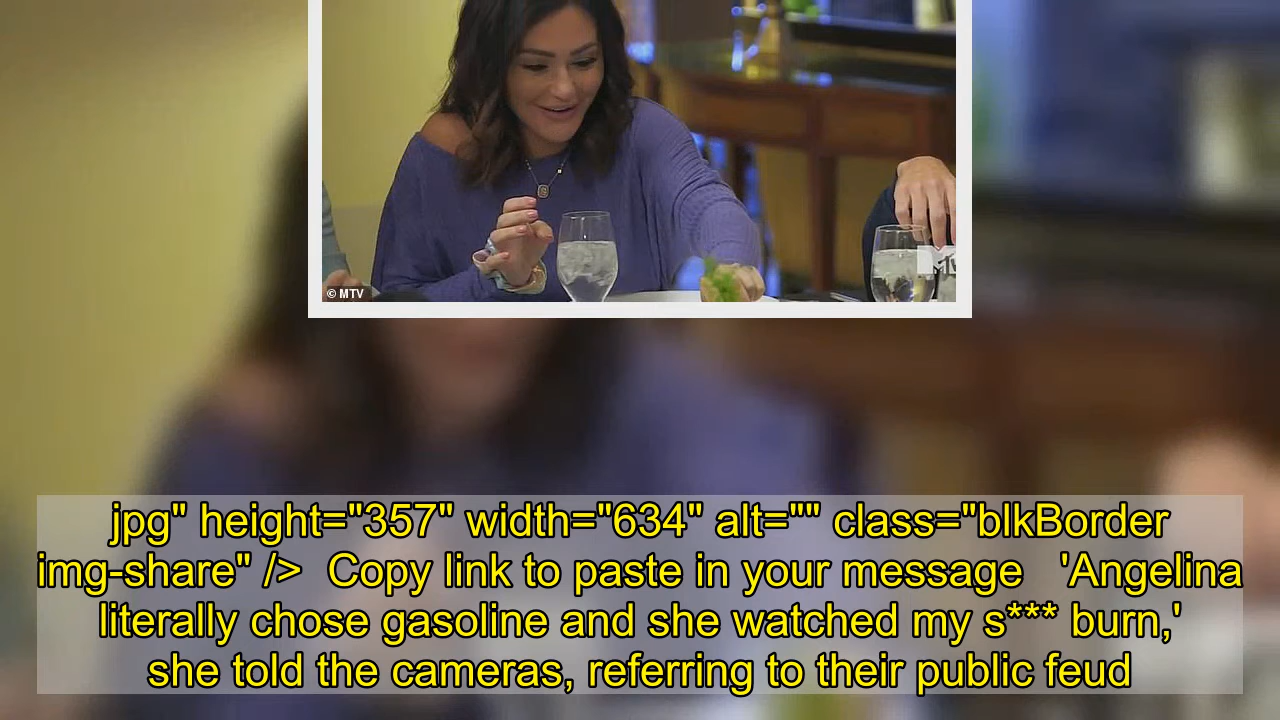 MTV
© MTV
jpg" height="357" width="634" alt="" class="blkBorder
img-share" /> Copy link to paste in your message 'Angelina
literally chose gasoline and she watched my s*** burn,'
she told the cameras, referring to their public feud